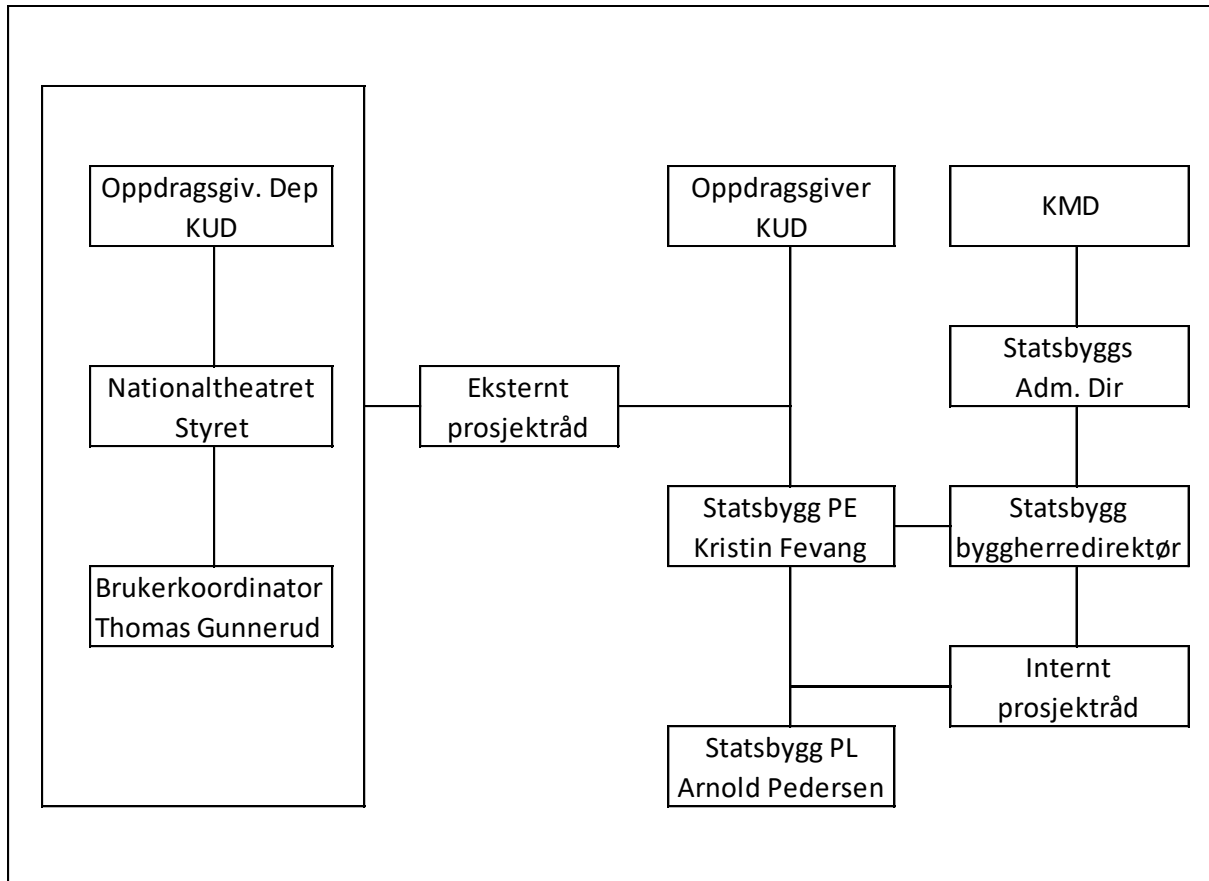 Oppdragsgiv. Dep
KUD
Oppdragsgiver
KUD
KMD
Nationaltheatret
Styret
Eksternt
prosjektråd
Statsbyggs
Adm. Dir
Statsbygg PE
Kristin Fevang
Statsbygg
byggherredirektør
Brukerkoordinator
Thomas Gunnerud
Internt
prosjektråd
Statsbygg PL
Arnold Pedersen